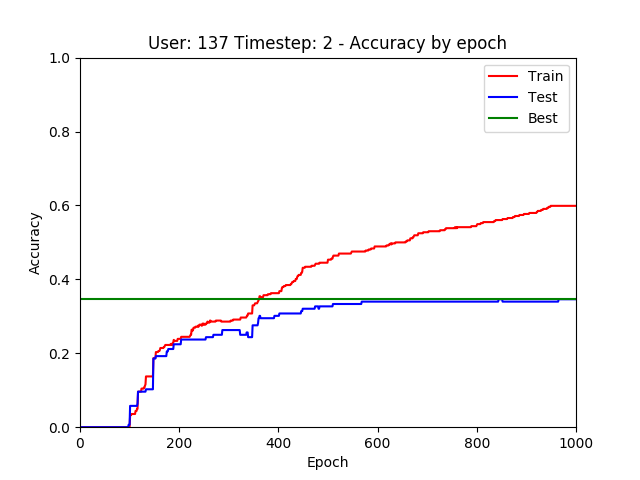 User: 137 Timestep: 2 - Accuracy by epoch
1.0
Train
Test
Best
0.8
0.6
Accuracy
0.4
0.2
0.0
0 200 400 600 800 1000
Epoch